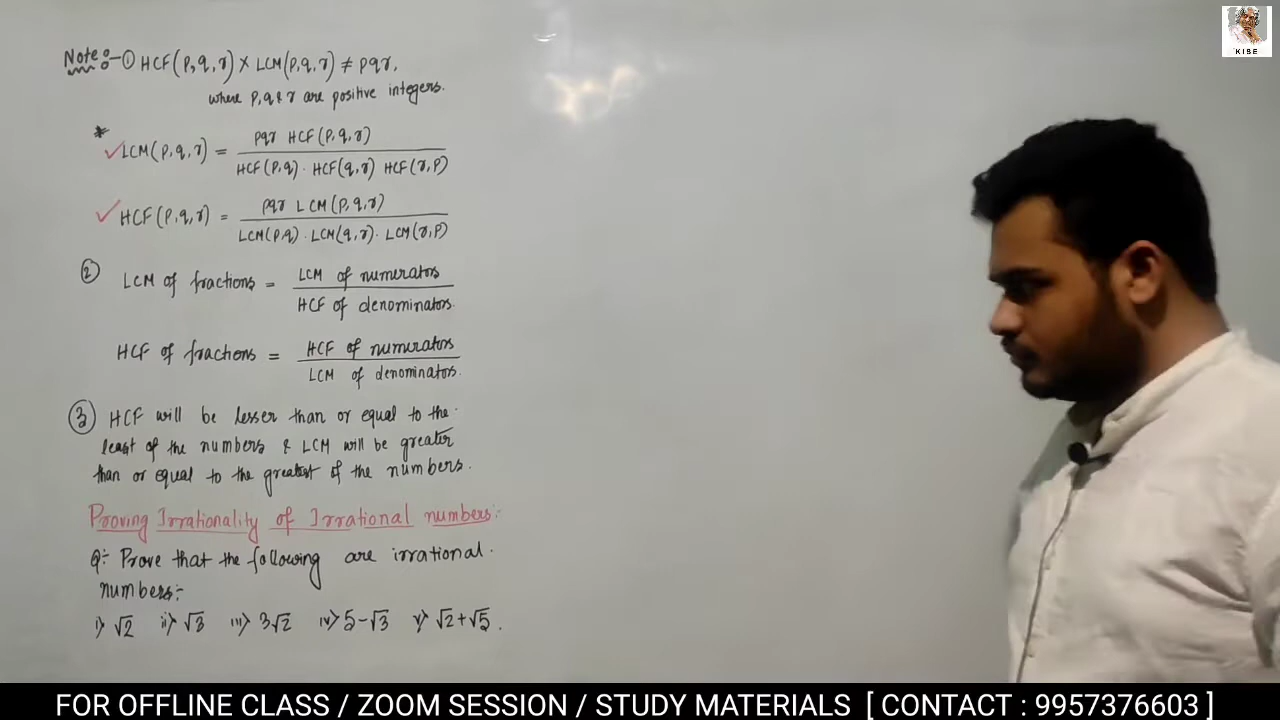 KISE
Note:- ① HCF(p,q,r) × LCM(p,q,r) ≠ pqr,
where p,q & r are positive integers.
* ✓ LCM(p,q,r) = pqr HCF(p,q,r) / HCF(p,q) · HCF(q,r) HCF(r,p)
✓ HCF(p,q,r) = pqr LCM(p,q,r) / LCM(p,q) · LCM(q,r) · LCM(r,p)
② LCM of fractions = LCM of numerators / HCF of denominators.
HCF of fractions = HCF of numerators / LCM of denominators.
③ HCF will be lesser than or equal to the
least of the numbers & LCM will be greater
than or equal to the greatest of the numbers.
Proving Irrationality of Irrational numbers:-
Q:- Prove that the following are irrational
numbers:-
i> √2 ii> √3 iii> 3√2 iv> 5-√3 v> √2+√5.
FOR OFFLINE CLASS / ZOOM SESSION / STUDY MATERIALS [ CONTACT : 9957376603 ]